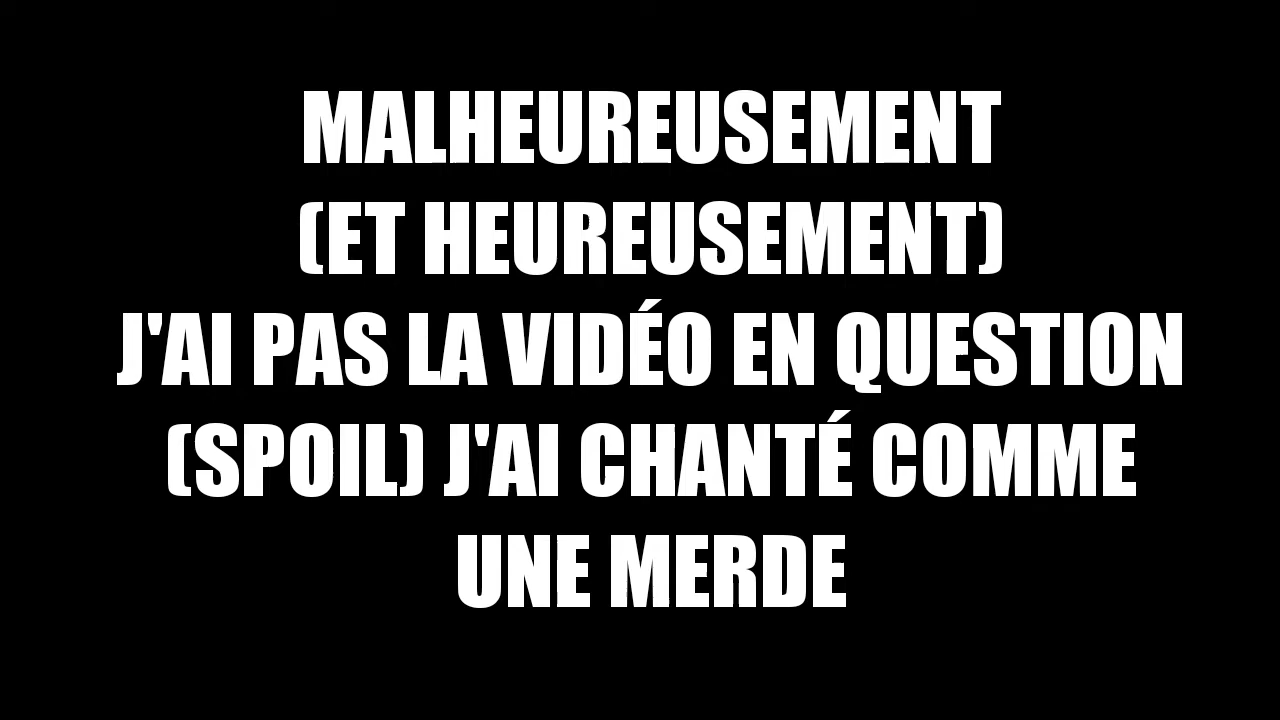 MALHEUREUSEMENT
(ET HEUREUSEMENT)
J'AI PAS LA VIDÉO EN QUESTION
(SPOIL) J'AI CHANTÉ COMME
UNE MERDE